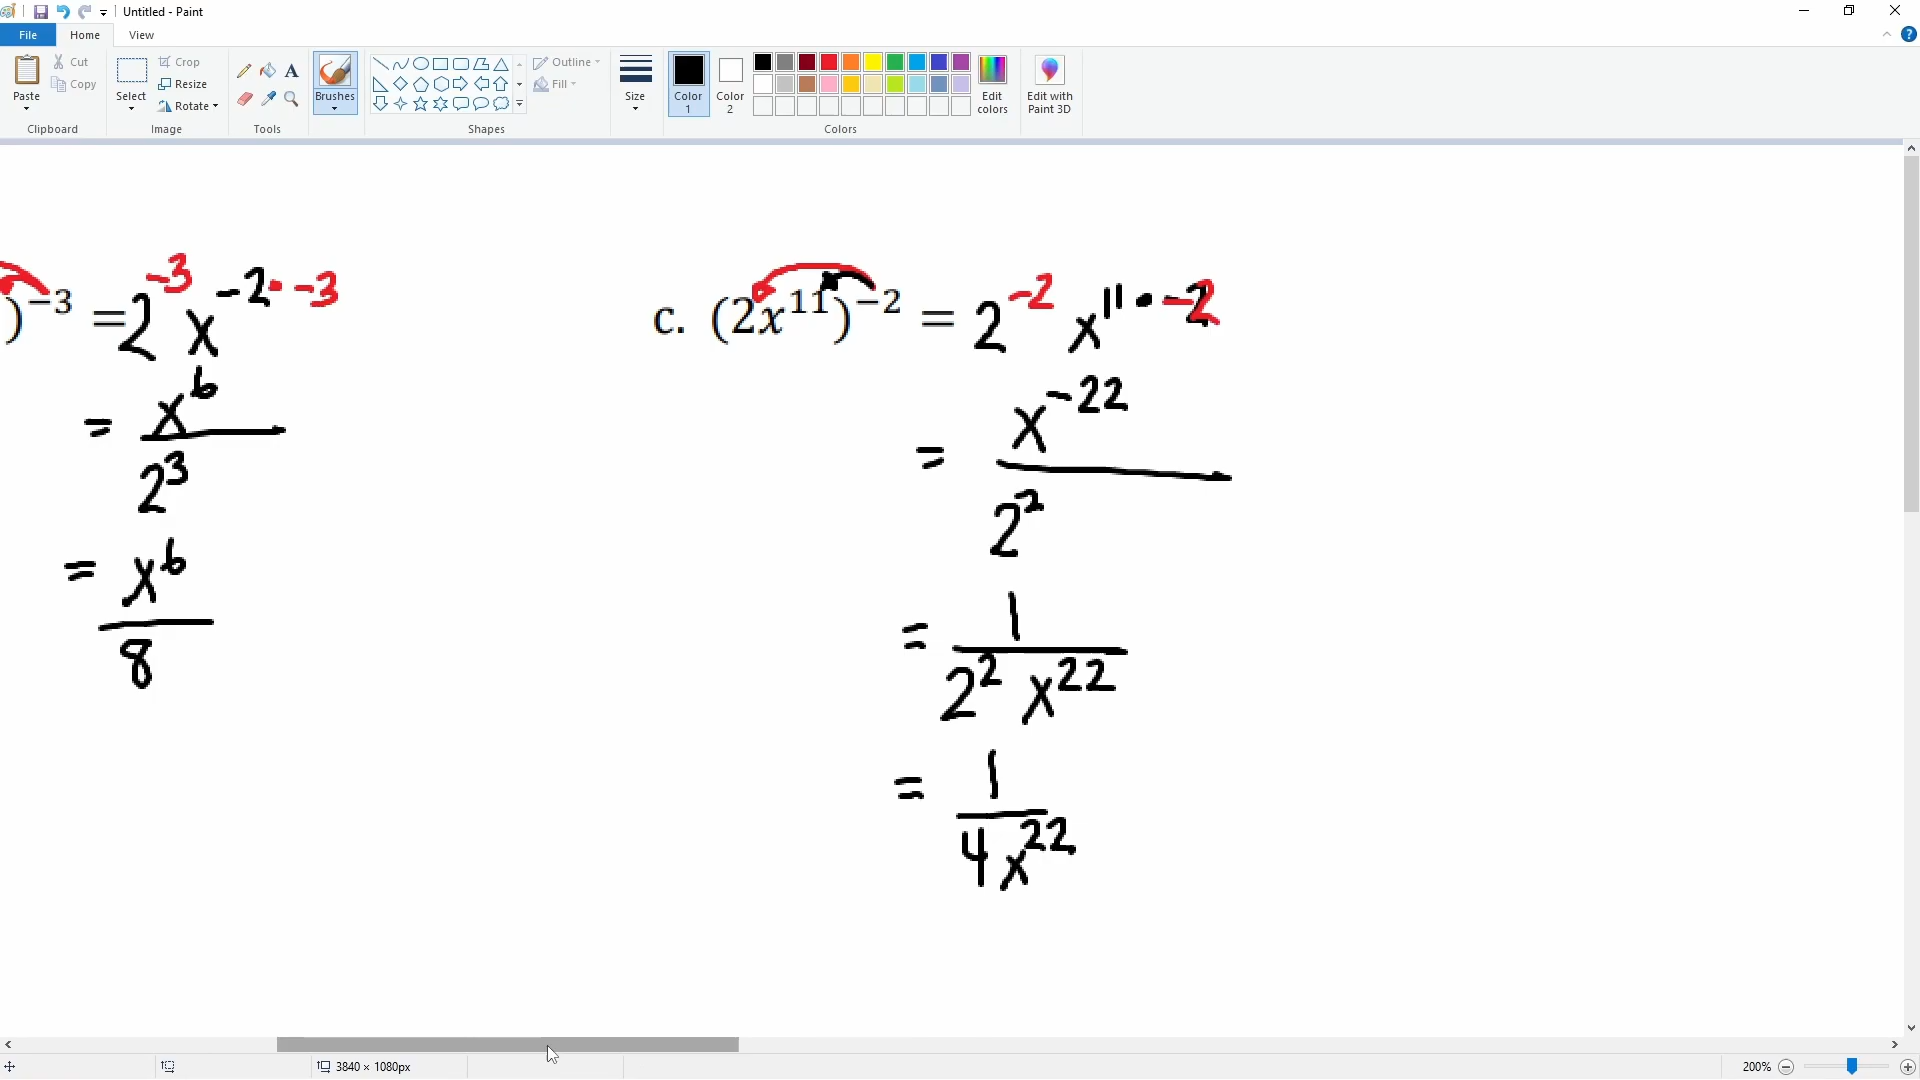 Untitled - Paint
File Home View
Paste
Cut
Copy
Clipboard
Select
Crop
Resize
Rotate
Image
A
Tools
Brushes
Shapes
Outline
Fill
Size
Color 1
Color 2
Colors
Edit colors
Edit with Paint 3D
)⁻³ = 2⁻³ x⁻²·⁻³
= x⁶ / 2³
= x⁶ / 8
c. (2x¹¹)⁻² = 2⁻² x¹¹·⁻²
= x⁻²² / 2²
= 1 / 2² x²²
= 1 / 4x²²
3840 × 1080px
200%